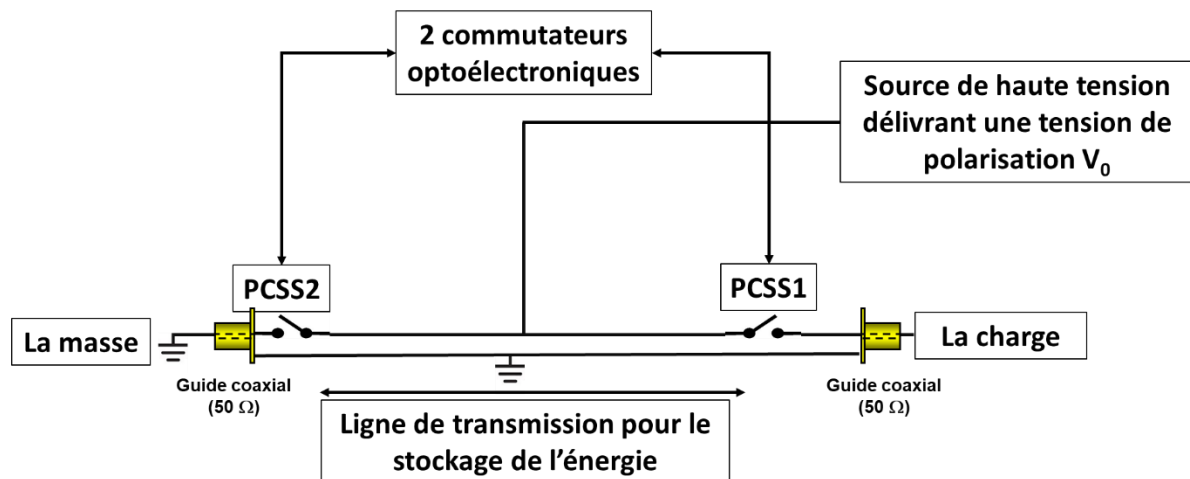 2 commutateurs
optoélectroniques
Source de haute tension
délivrant une tension de
polarisation V₀
PCSS2
PCSS1
La masse
La charge
Guide coaxial
(50 Ω)
Guide coaxial
(50 Ω)
Ligne de transmission pour le
stockage de l’énergie